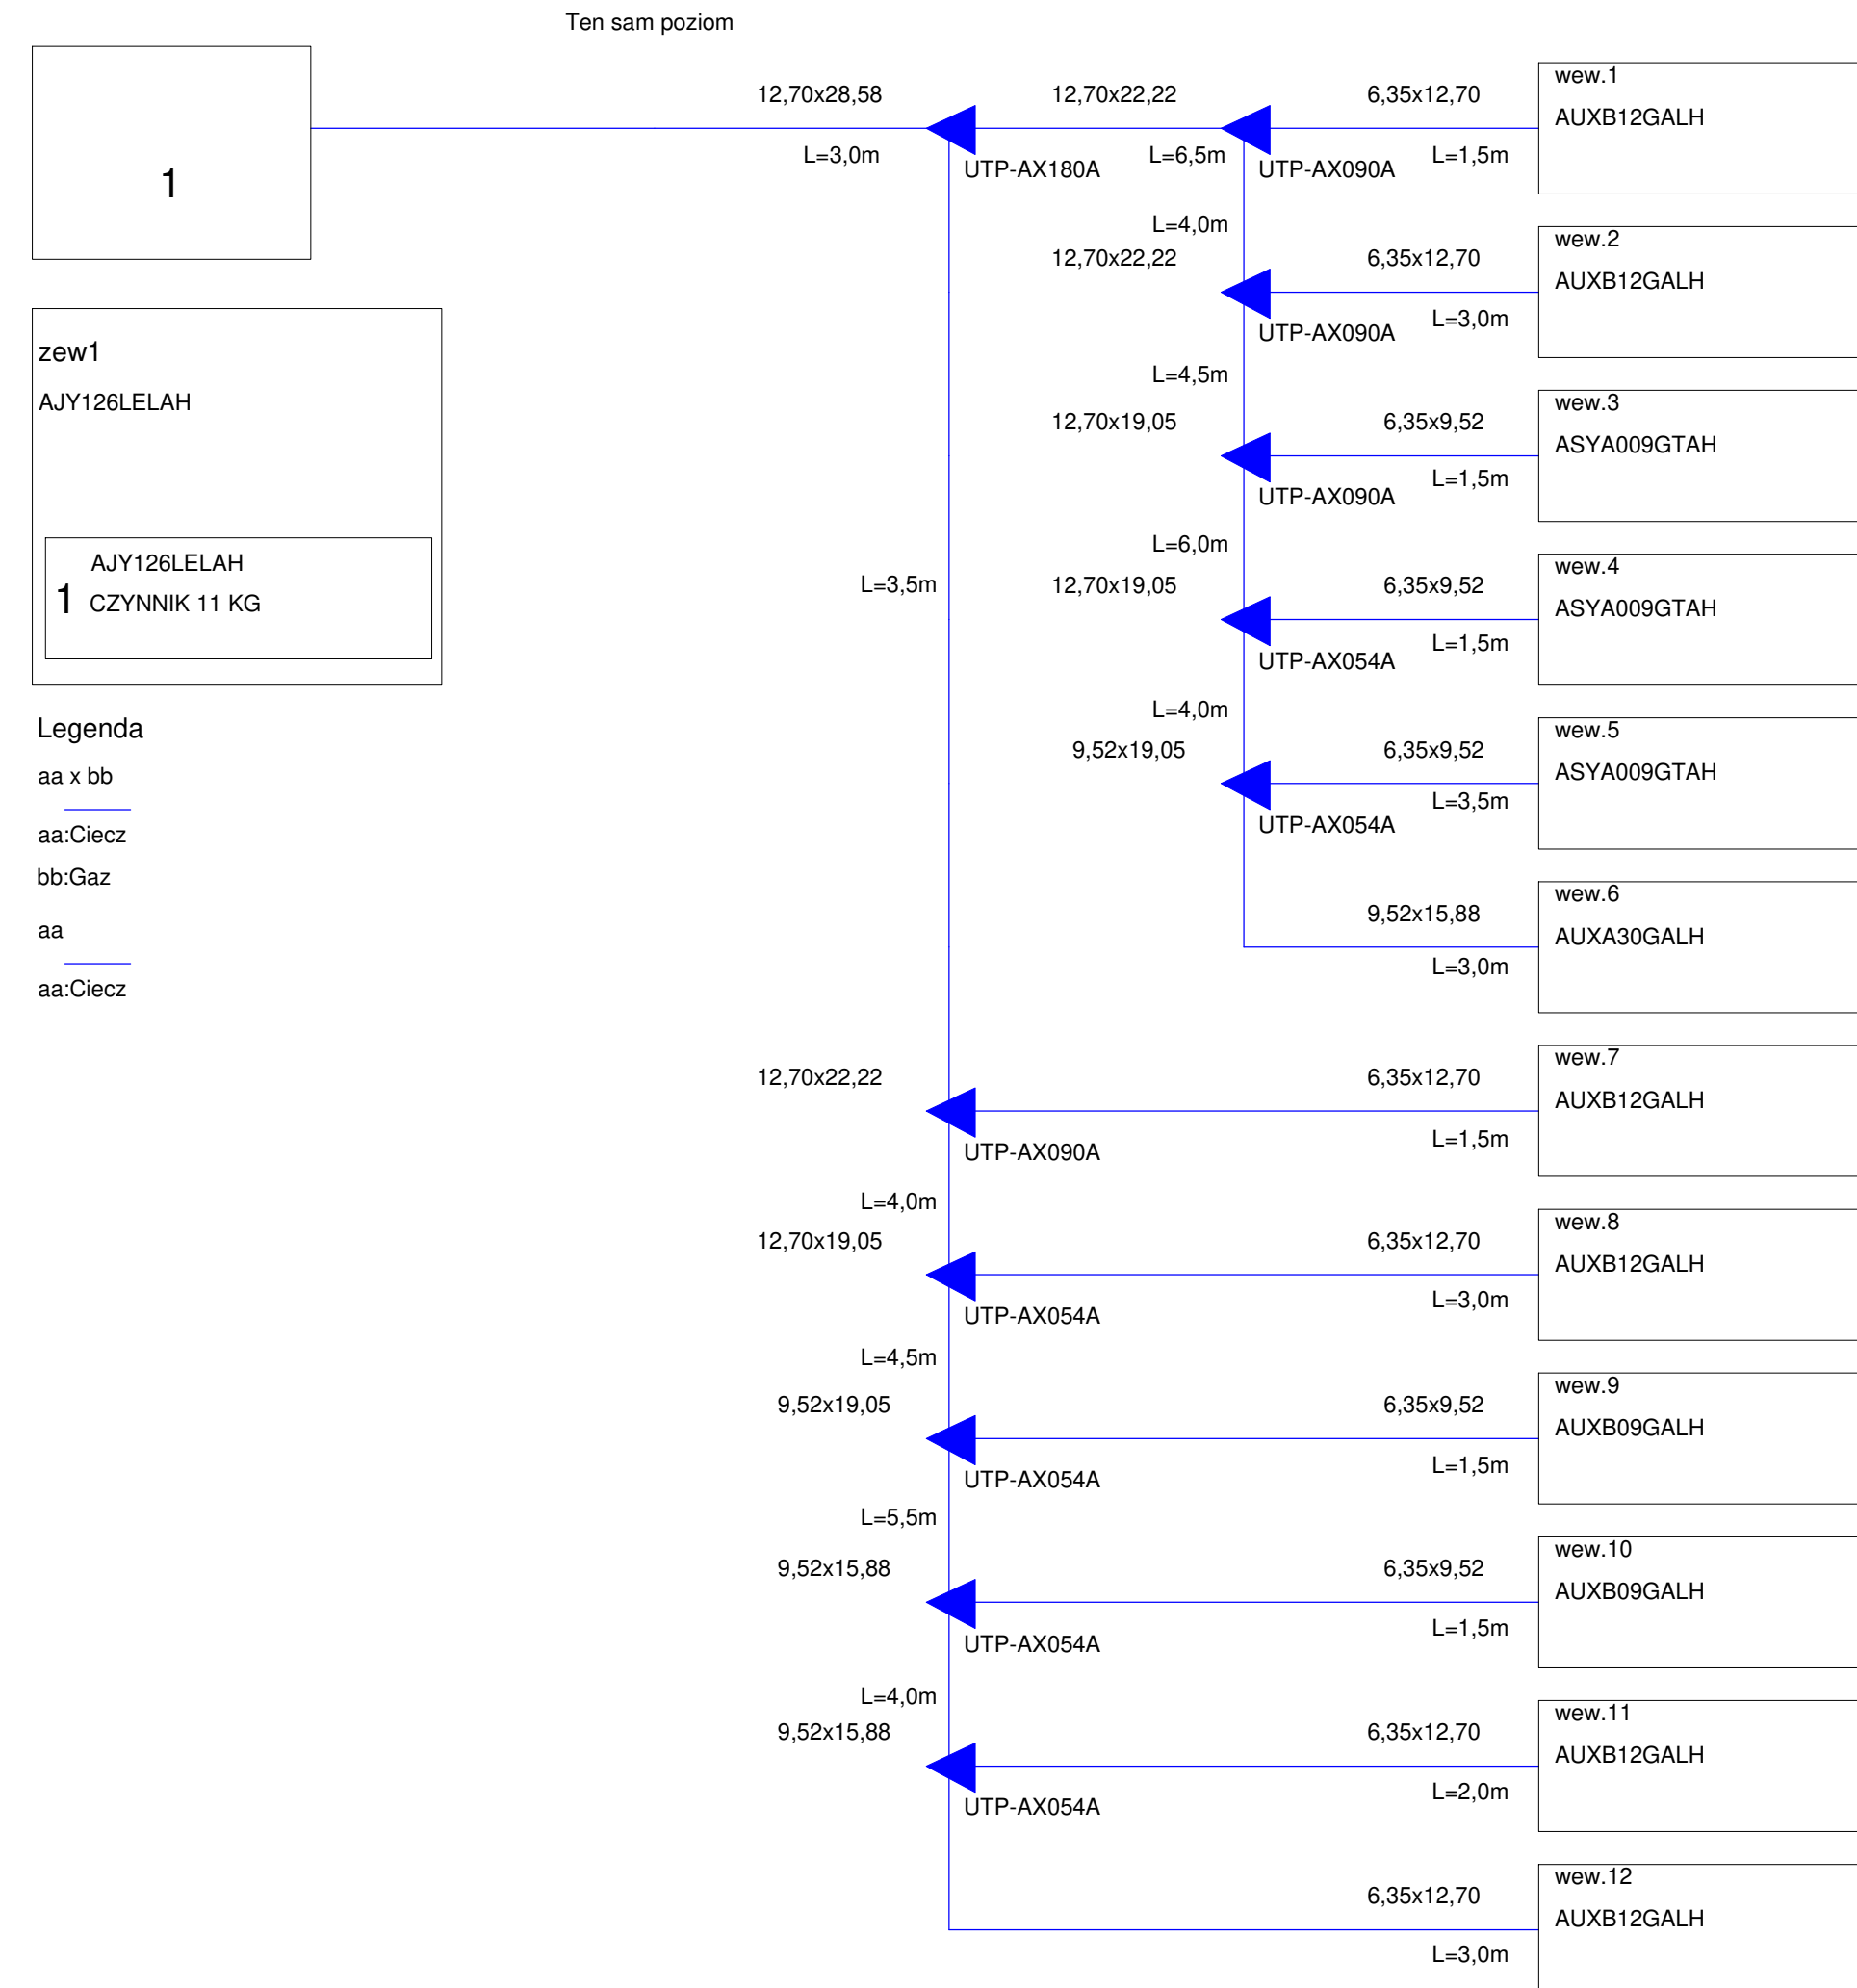 Ten sam poziom
1
12,70x28,58
L=3,0m
UTP-AX180A
12,70x22,22
L=6,5m
UTP-AX090A
6,35x12,70
L=1,5m
wew.1
AUXB12GALH
L=4,0m
12,70x22,22
UTP-AX090A
6,35x12,70
L=3,0m
wew.2
AUXB12GALH
L=4,5m
12,70x19,05
UTP-AX090A
6,35x9,52
L=1,5m
wew.3
ASYA009GTAH
L=6,0m
12,70x19,05
UTP-AX054A
6,35x9,52
L=1,5m
wew.4
ASYA009GTAH
L=4,0m
9,52x19,05
UTP-AX054A
6,35x9,52
L=3,5m
wew.5
ASYA009GTAH
9,52x15,88
L=3,0m
wew.6
AUXA30GALH
zew1
AJY126LELAH
AJY126LELAH
1 CZYNNIK 11 KG
Legenda
aa x bb
aa:Ciecz
bb:Gaz
aa
aa:Ciecz
L=3,5m
12,70x22,22
UTP-AX090A
6,35x12,70
L=1,5m
wew.7
AUXB12GALH
L=4,0m
12,70x19,05
UTP-AX054A
6,35x12,70
L=3,0m
wew.8
AUXB12GALH
L=4,5m
9,52x19,05
UTP-AX054A
6,35x9,52
L=1,5m
wew.9
AUXB09GALH
L=5,5m
9,52x15,88
UTP-AX054A
6,35x9,52
L=1,5m
wew.10
AUXB09GALH
L=4,0m
9,52x15,88
UTP-AX054A
6,35x12,70
L=2,0m
wew.11
AUXB12GALH
6,35x12,70
L=3,0m
wew.12
AUXB12GALH